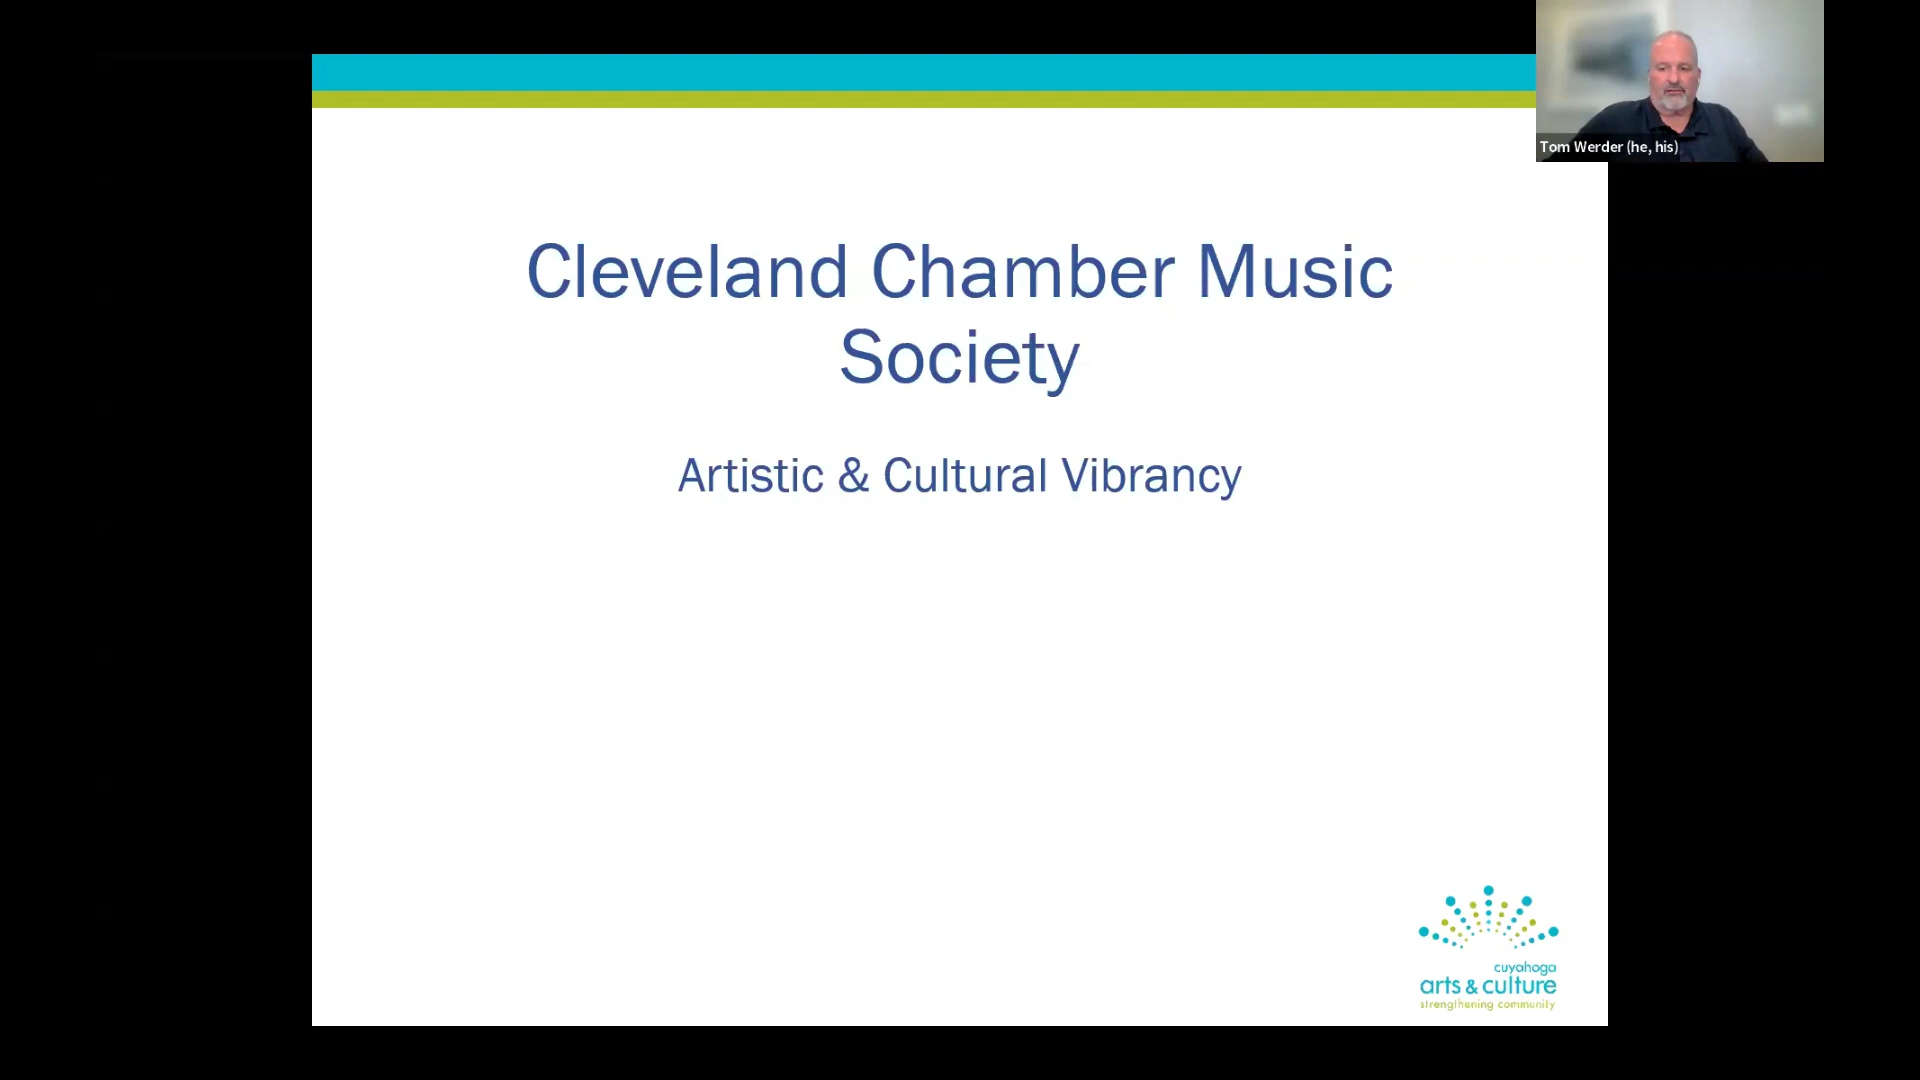 Tom Werder (he, his)
Cleveland Chamber Music
Society
Artistic & Cultural Vibrancy
cuyahoga
arts & culture
strengthening community